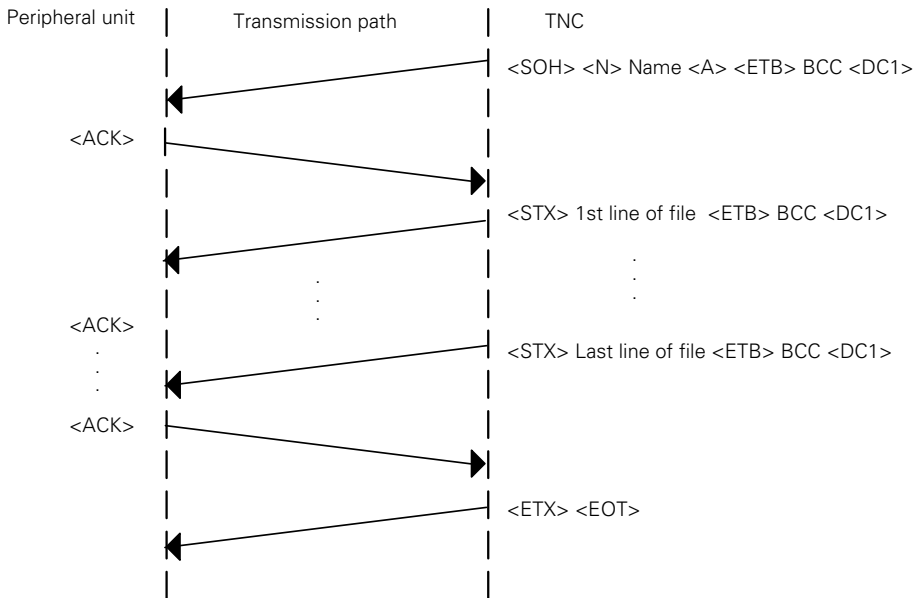 Peripheral unit Transmission path TNC
<SOH> <N> Name <A> <ETB> BCC <DC1>
<ACK>
<STX> 1st line of file <ETB> BCC <DC1>
<ACK>
<STX> Last line of file <ETB> BCC <DC1>
<ACK>
<ETX> <EOT>